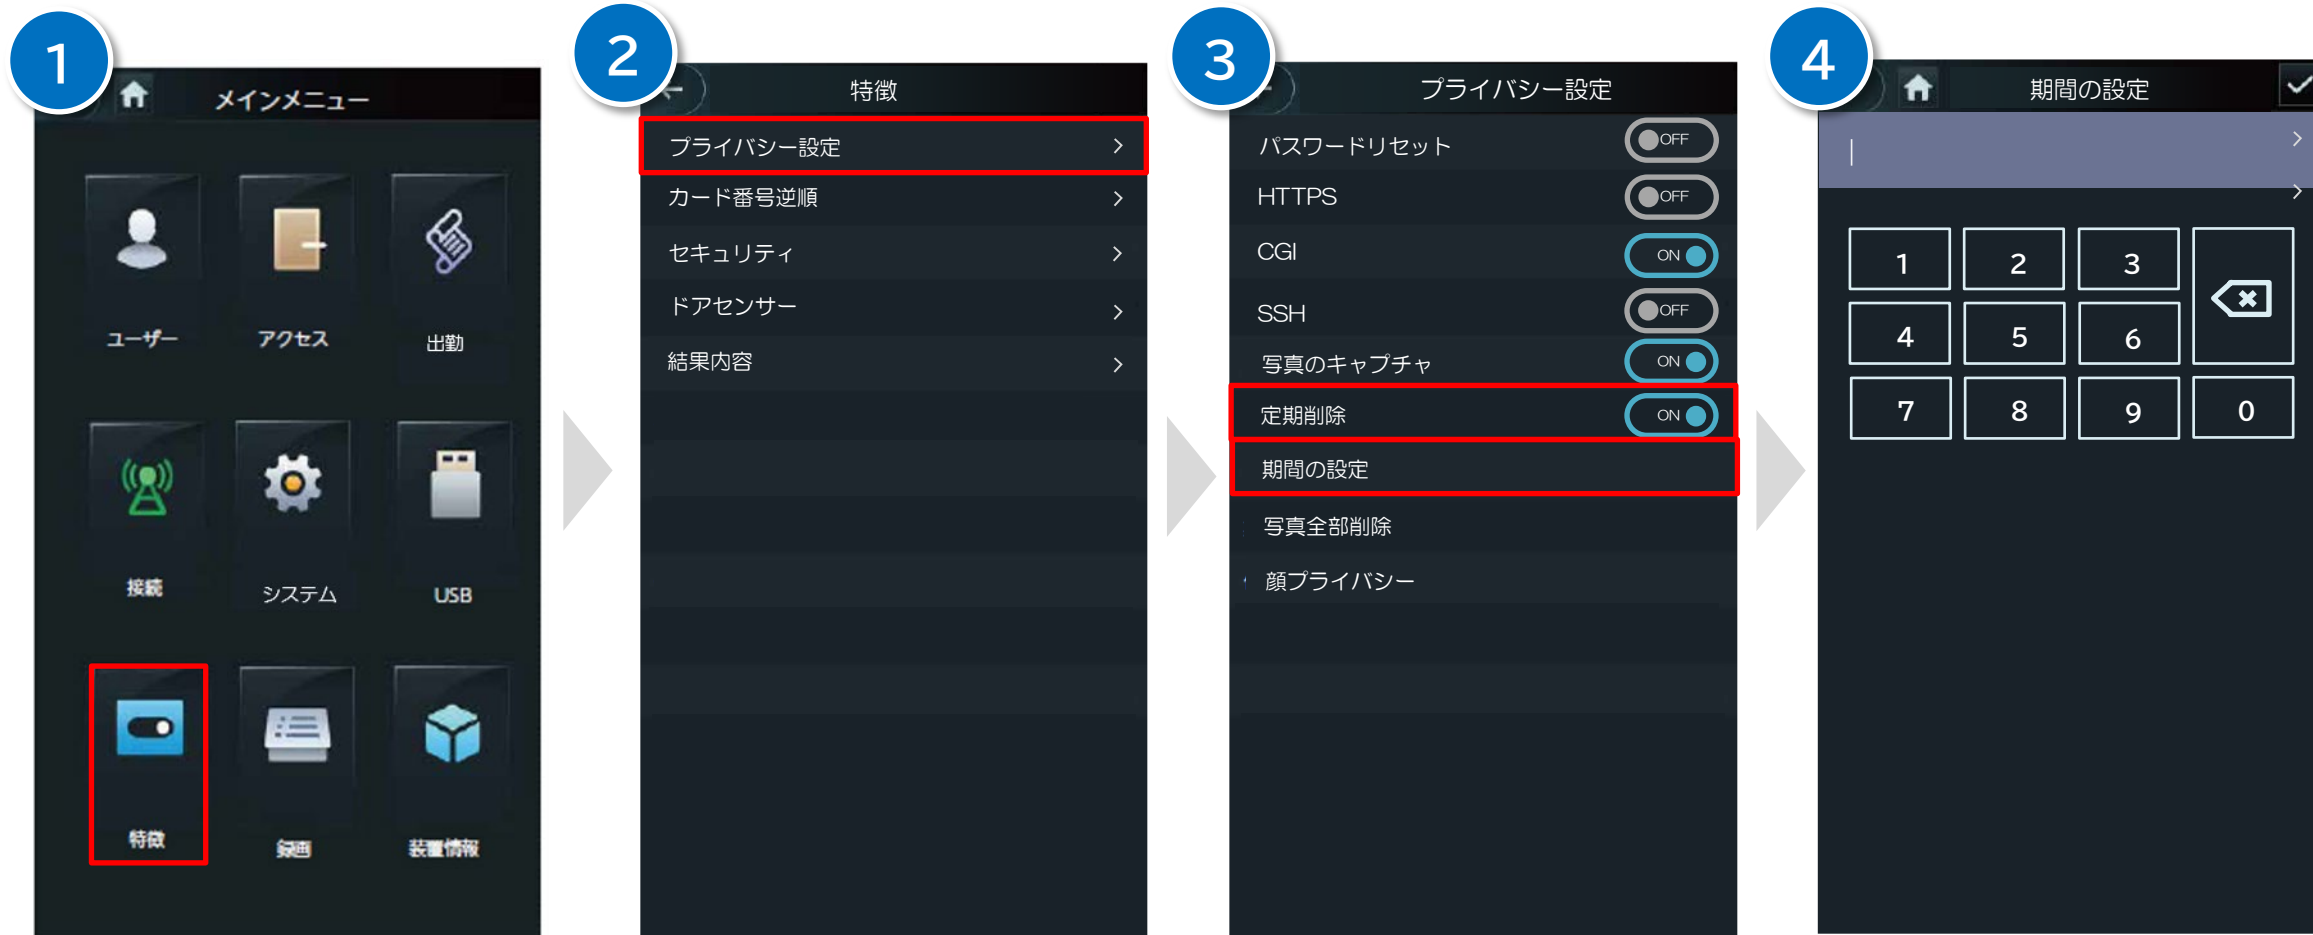 1
メインメニュー
ユーザー
アクセス
出勤
接続
システム
USB
特徴
録画
装置情報
2
特徴
プライバシー設定
カード番号逆順
セキュリティ
ドアセンサー
結果内容
3
プライバシー設定
パスワードリセット OFF
HTTPS OFF
CGI ON
SSH OFF
写真のキャプチャ ON
定期削除 ON
期間の設定
写真全部削除
顔プライバシー
4
期間の設定
1 2 3
4 5 6
7 8 9 0